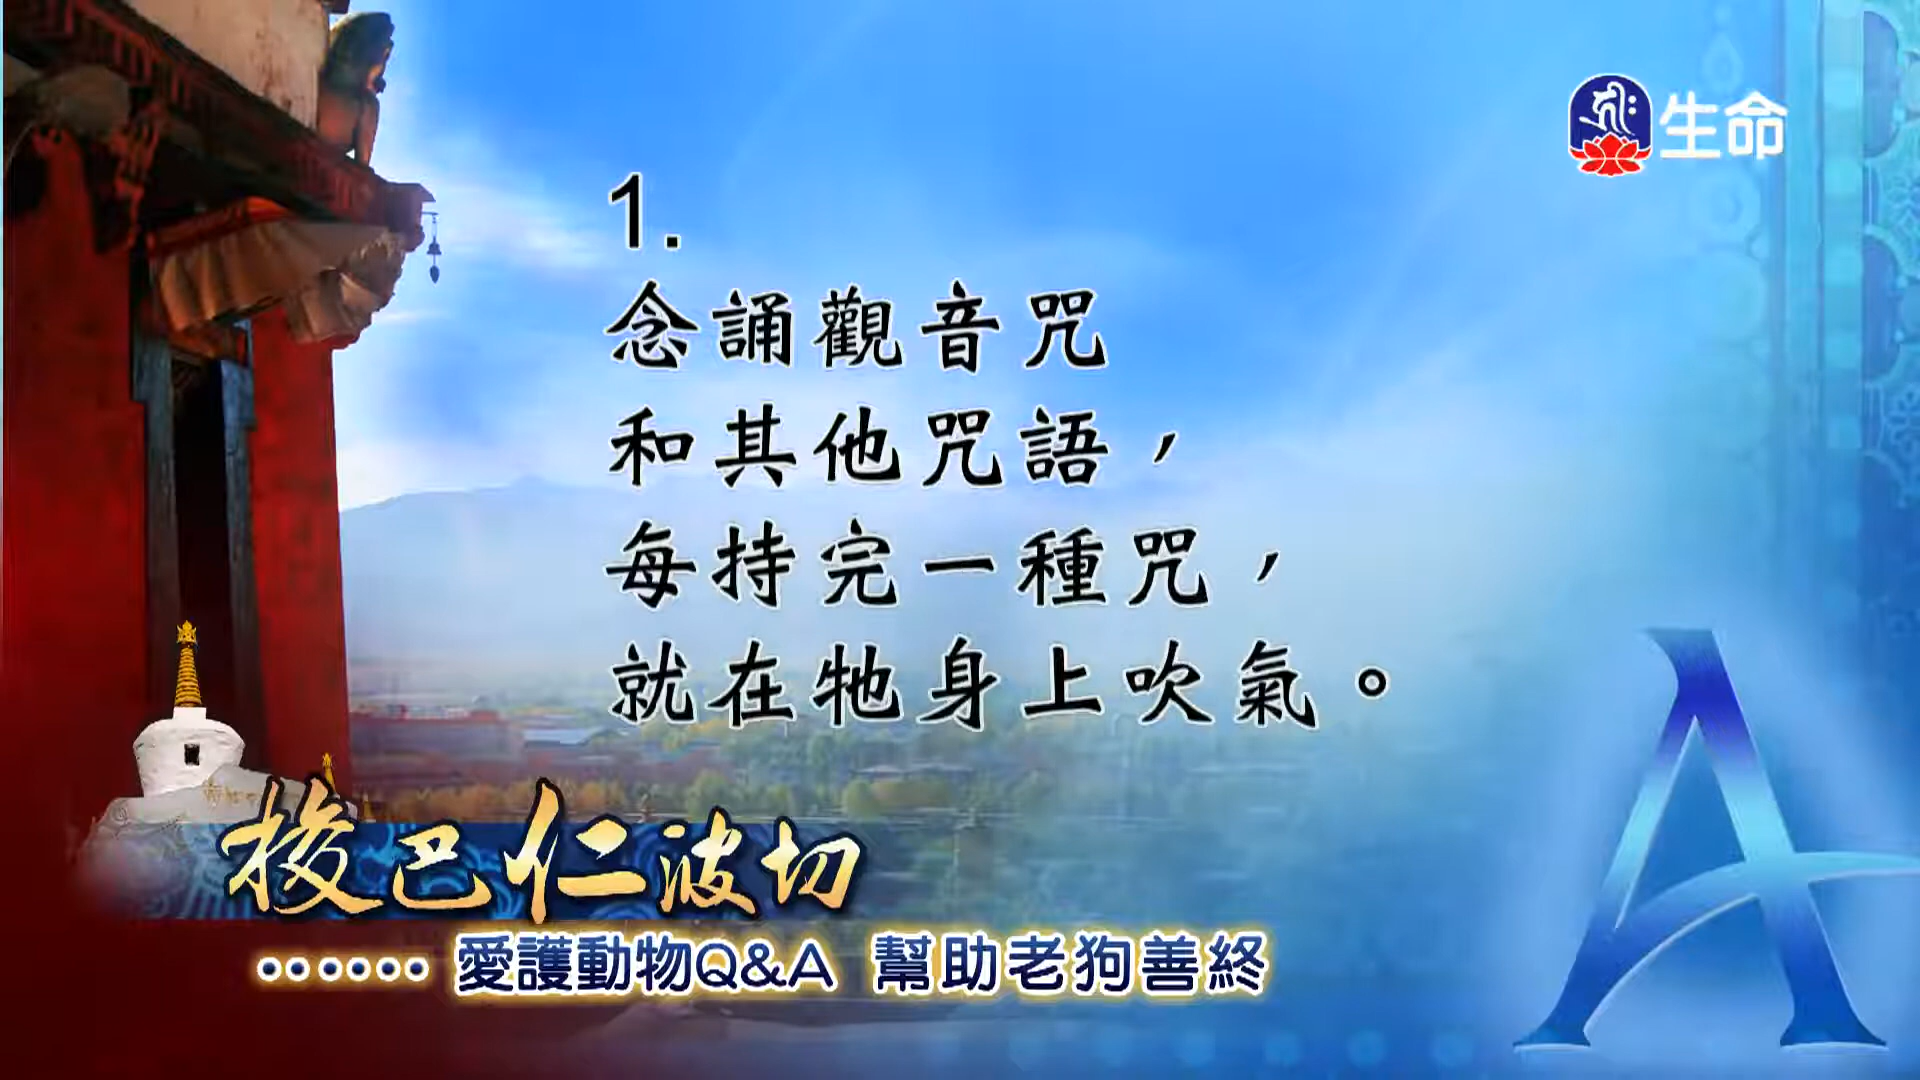 生命
1.
念誦觀音咒
和其他咒語，
每持完一種咒，
就在牠身上吹氣。
梭巴仁波切
愛護動物Q&A 幫助老狗善終
A